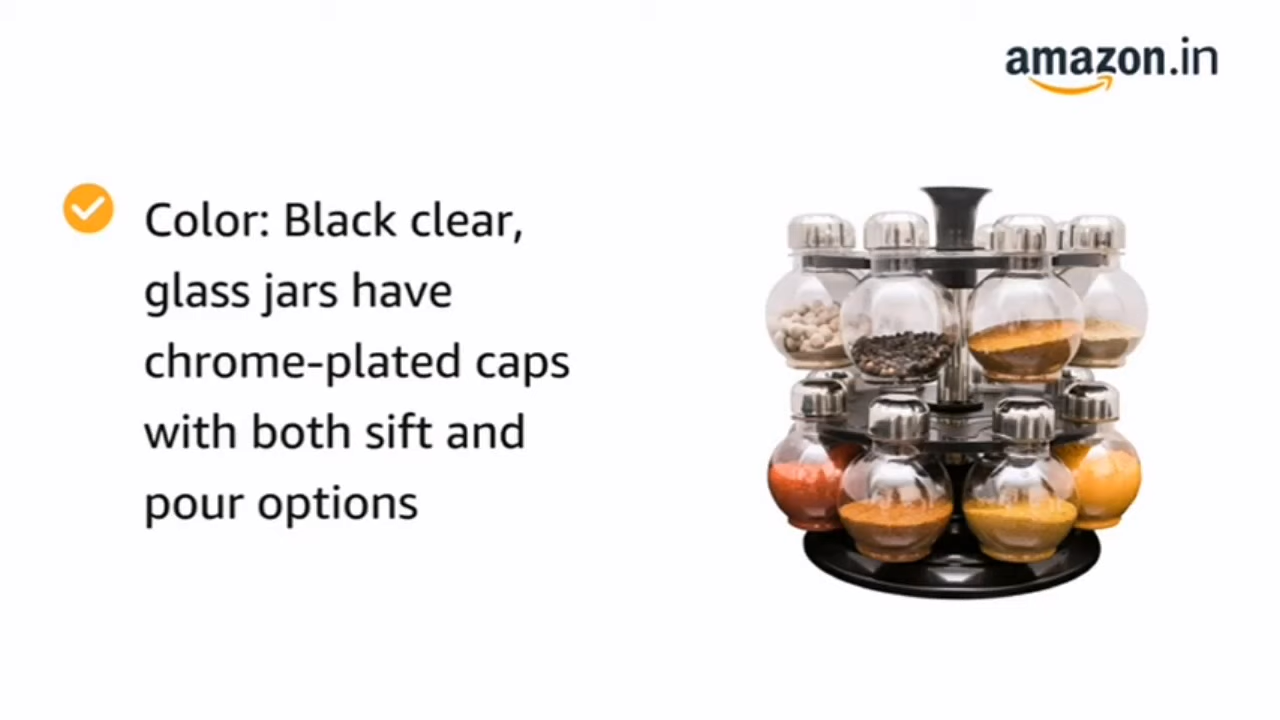 amazon.in
Color: Black clear,
glass jars have
chrome-plated caps
with both sift and
pour options